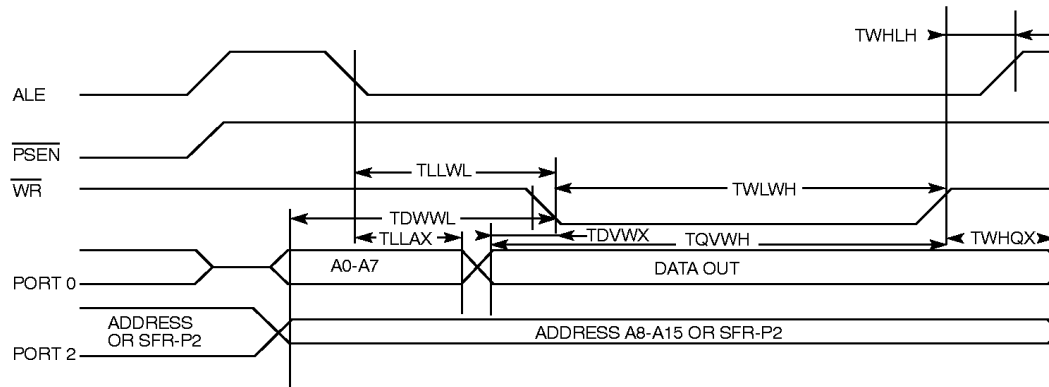 TWHLH
ALE
PSEN
TLLWL
WR
TWLWH
TDWWL
TLLAX
TDVWX
TQVWH
TWHQX
A0-A7
DATA OUT
PORT 0
ADDRESS
OR SFR-P2
ADDRESS A8-A15 OR SFR-P2
PORT 2